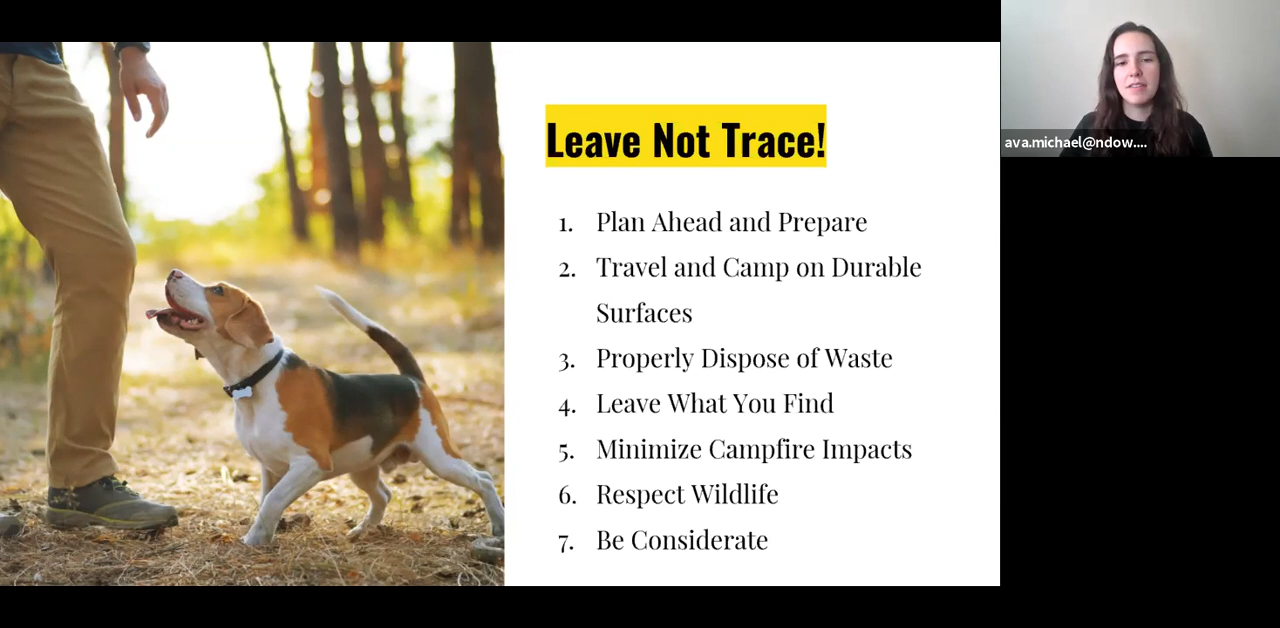 Leave Not Trace!
1. Plan Ahead and Prepare
2. Travel and Camp on Durable
Surfaces
3. Properly Dispose of Waste
4. Leave What You Find
5. Minimize Campfire Impacts
6. Respect Wildlife
7. Be Considerate
ava.michael@ndow....